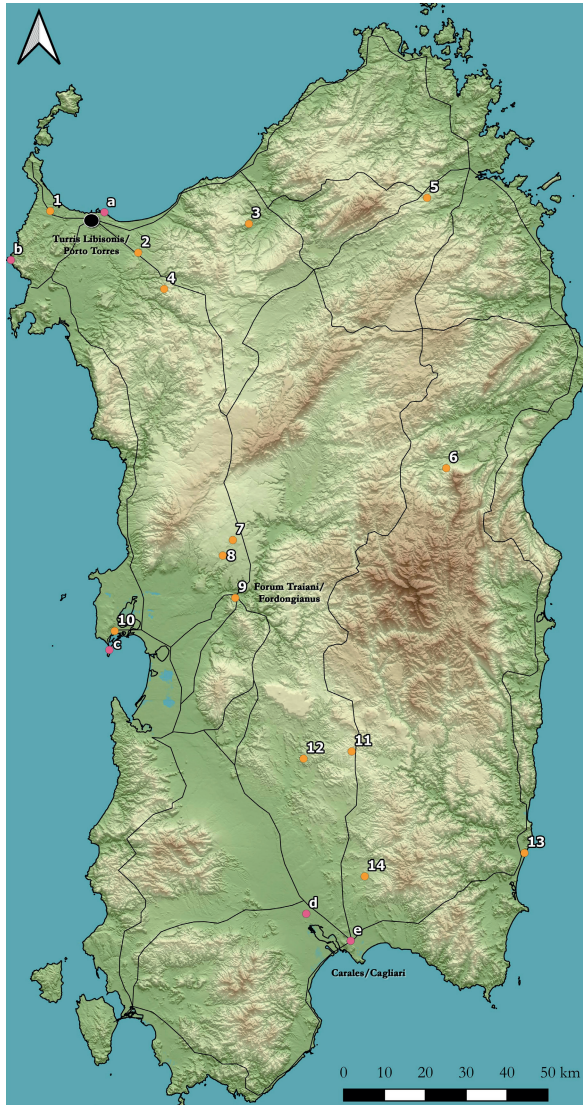 1
a
5
3
Turris Libisonis/
Porto Torres
2
b
4
6
7
8
9
Forum Traiani/
Fordongianus
10
c
11
12
13
14
d
e
Carales/Cagliari
0 10 20 30 40 50 km